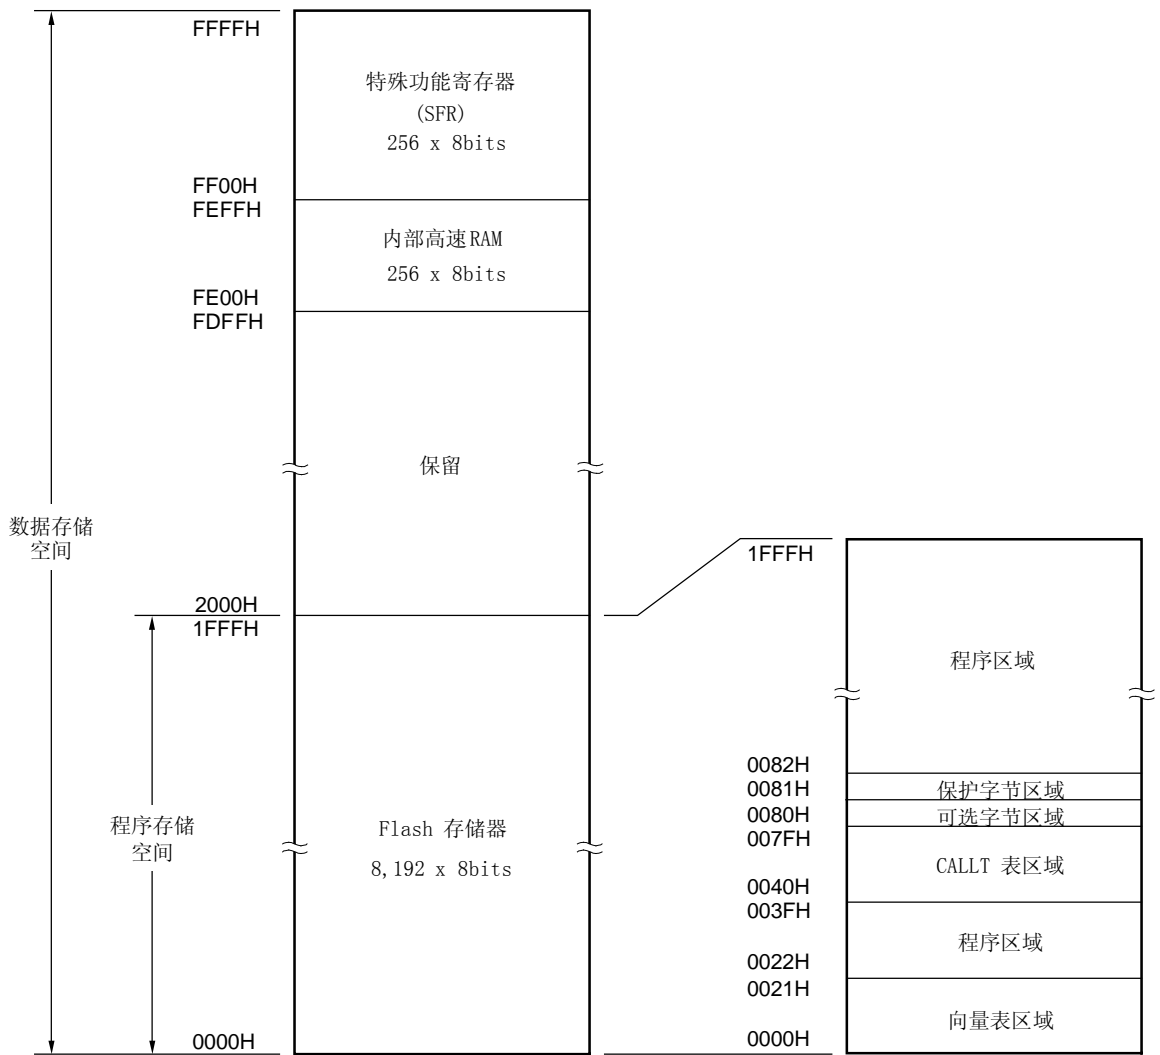 FFFFH
特殊功能寄存器
(SFR)
256 x 8bits
FF00H
FEFFH
内部高速RAM
256 x 8bits
FE00H
FDFFH
保留
数据存储
空间
2000H
1FFFH
程序存储
空间
Flash 存储器
8,192 x 8bits
0000H
1FFFH
程序区域
0082H
0081H
保护字节区域
0080H
可选字节区域
007FH
CALLT 表区域
0040H
003FH
程序区域
0022H
0021H
向量表区域
0000H